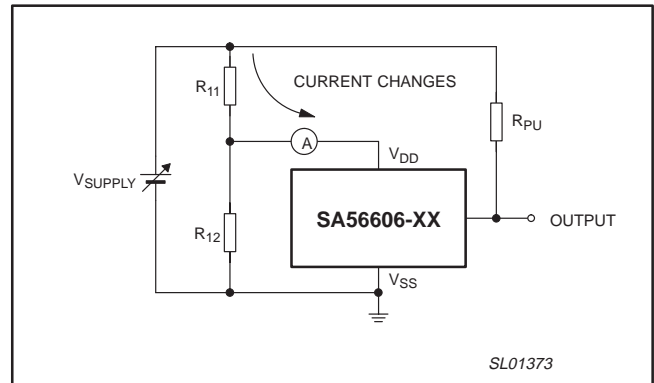 R11
CURRENT CHANGES
RPU
A
VDD
VSUPPLY
SA56606-XX
OUTPUT
R12
VSS
SL01373